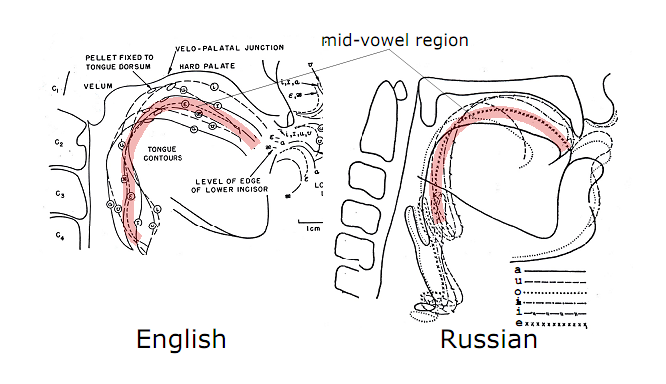 mid-vowel region
VELO-PALATAL JUNCTION
PELLET FIXED TO
TONGUE DORSUM
HARD PALATE
VELUM
C1
C2
C3
C4
TONGUE
CONTOURS
LEVEL OF EDGE
OF LOWER INCISOR
1cm
a
u
o
i
e
English
Russian